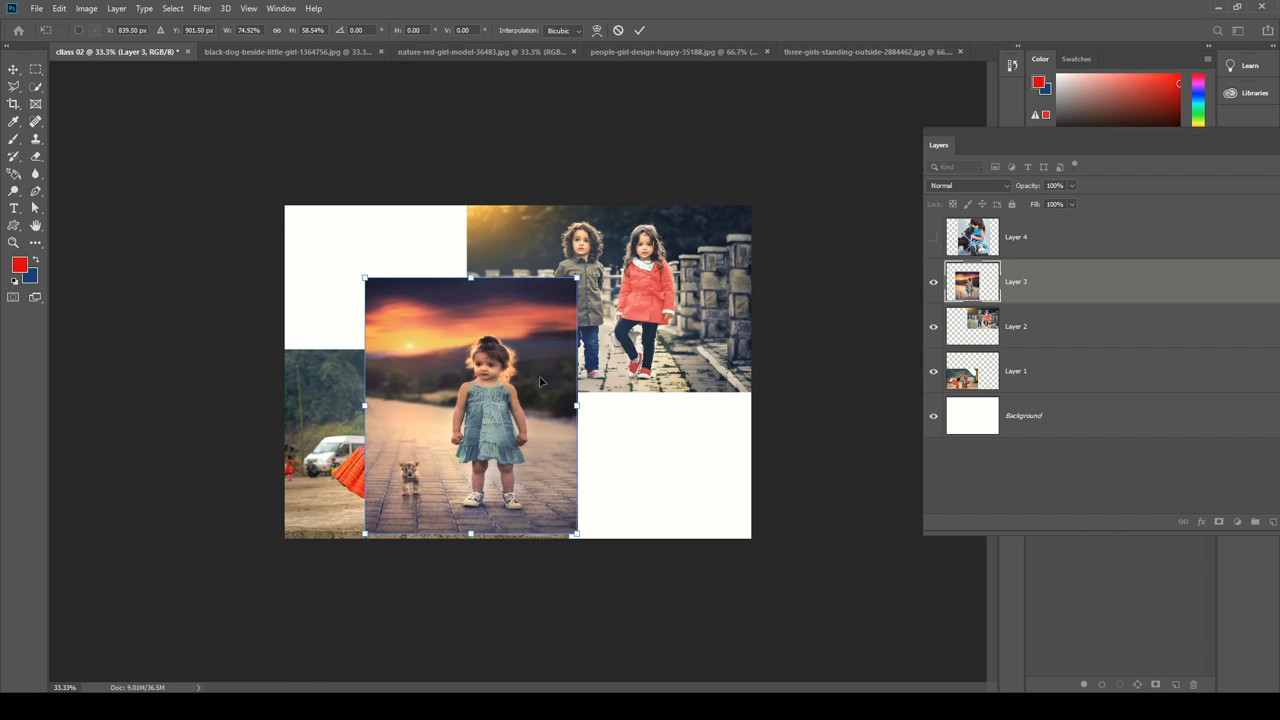 Ps File Edit Image Layer Type Select Filter 3D View Window Help
X: 839.50 px Y: 901.50 px W: 74.92% H: 58.54% 0.00 ° H: 0.00 ° V: 0.00 ° Interpolation: Bicubic
cllass 02 @ 33.3% (Layer 3, RGB/8) * × black-dog-beside-little-girl-1364756.jpg @ 33.3... × nature-red-girl-model-36483.jpg @ 33.3% (RGB... × people-girl-design-happy-35188.jpg @ 66.7% (... × three-girls-standing-outside-2884462.jpg @ 66.... ×
Color Swatches
Learn
Libraries
Layers
Kind
Normal Opacity: 100%
Lock: Fill: 100%
Layer 4
Layer 3
Layer 2
Layer 1
Background
33.33% Doc: 9.01M/36.5M